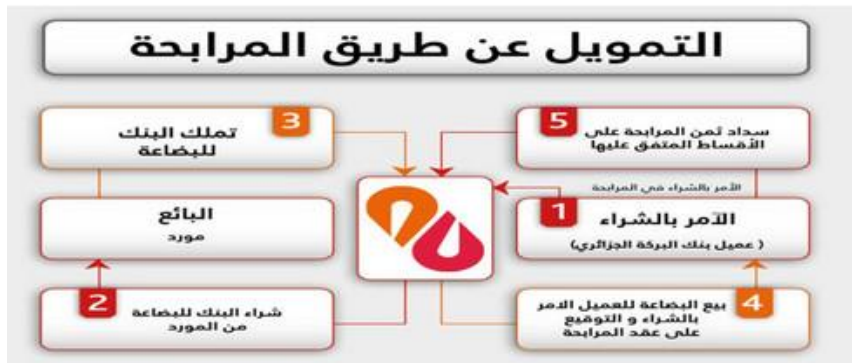 التمويل عن طريق المرابحة
5
سداد ثمن المرابحة على
الأقساط المتفق عليها
3
تملك البنك
للبضاعة
الأمر بالشراء في المرابحة
1
الآمر بالشراء
( عميل بنك البركة الجزائري)
البائع
مورد
4
بيع البضاعة للعميل الامر
بالشراء و التوقيع
على عقد المرابحة
2
شراء البنك للبضاعة
من المورد